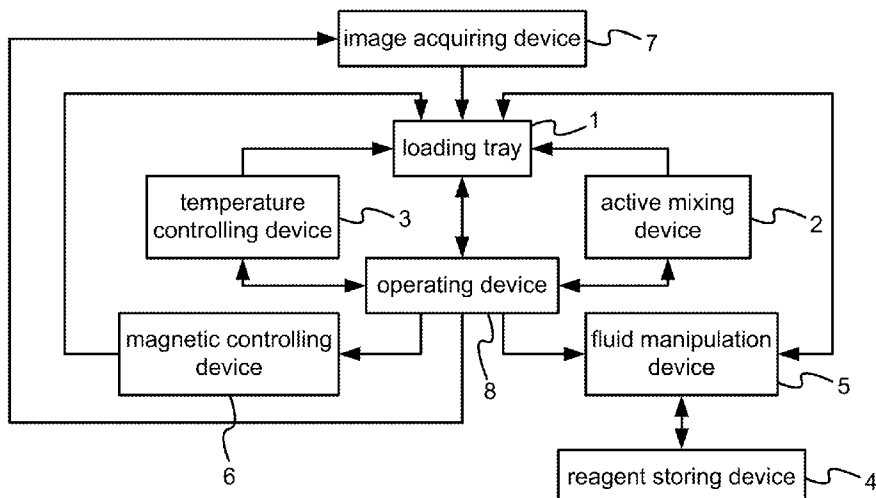 image acquiring device
7
1
loading tray
temperature
controlling device
3
active mixing
device
2
operating device
8
magnetic controlling
device
6
fluid manipulation
device
5
reagent storing device
4